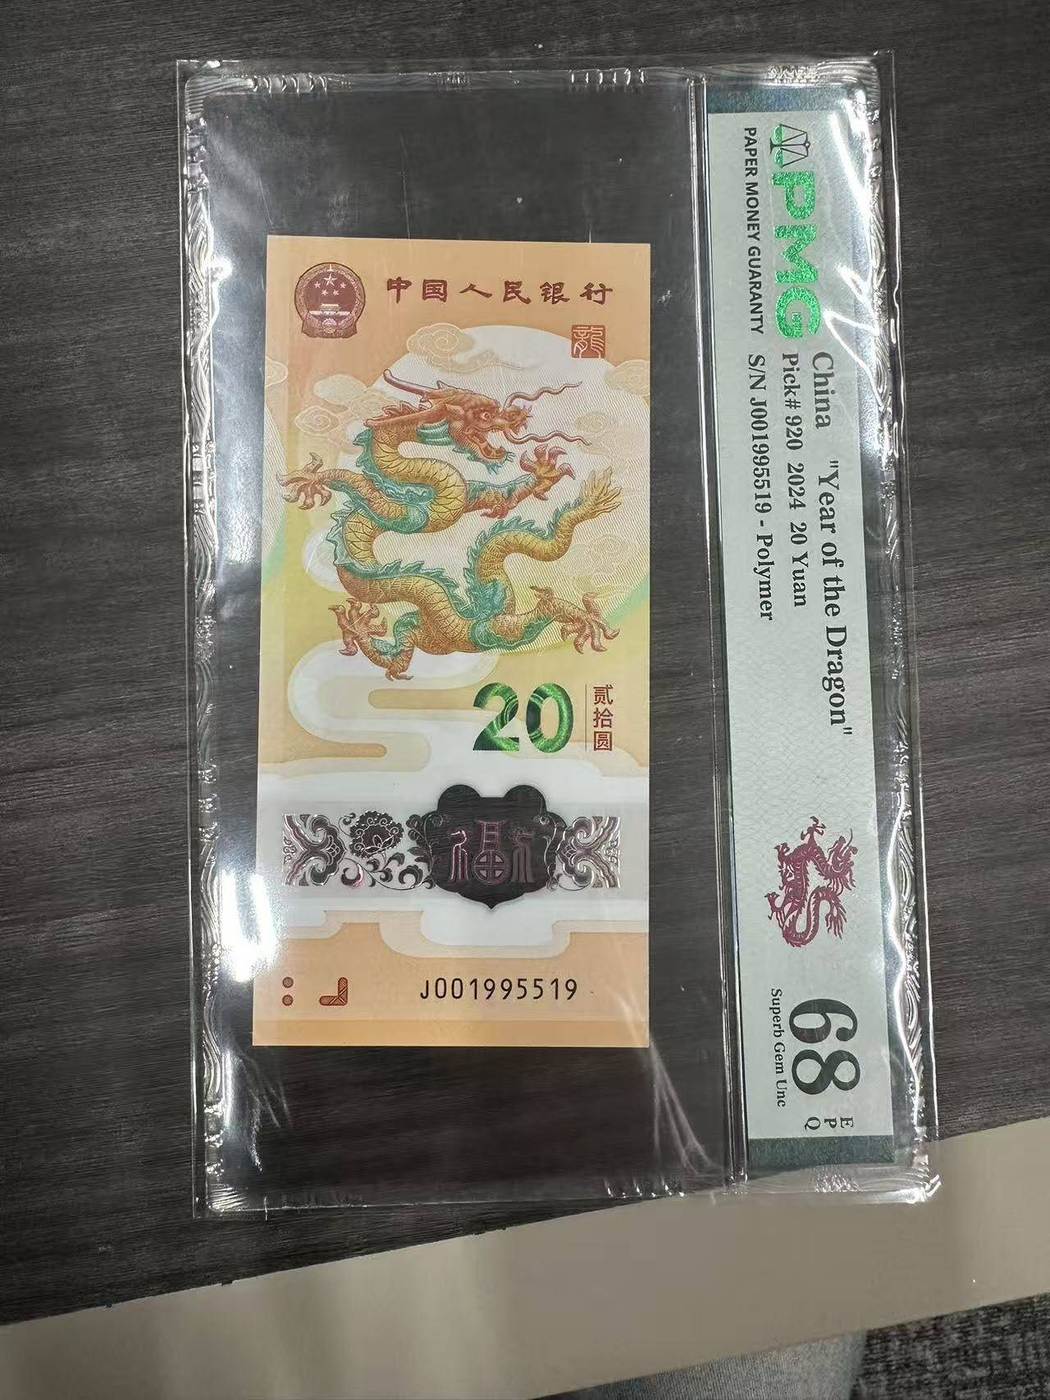 中国人民银行
龍
20
贰拾圆
福
J001995519
PMG
PAPER MONEY GUARANTY
China "Year of the Dragon"
Pick# 920 2024 20 Yuan
S/N J001995519 - Polymer
68
EPQ
Superb Gem Unc